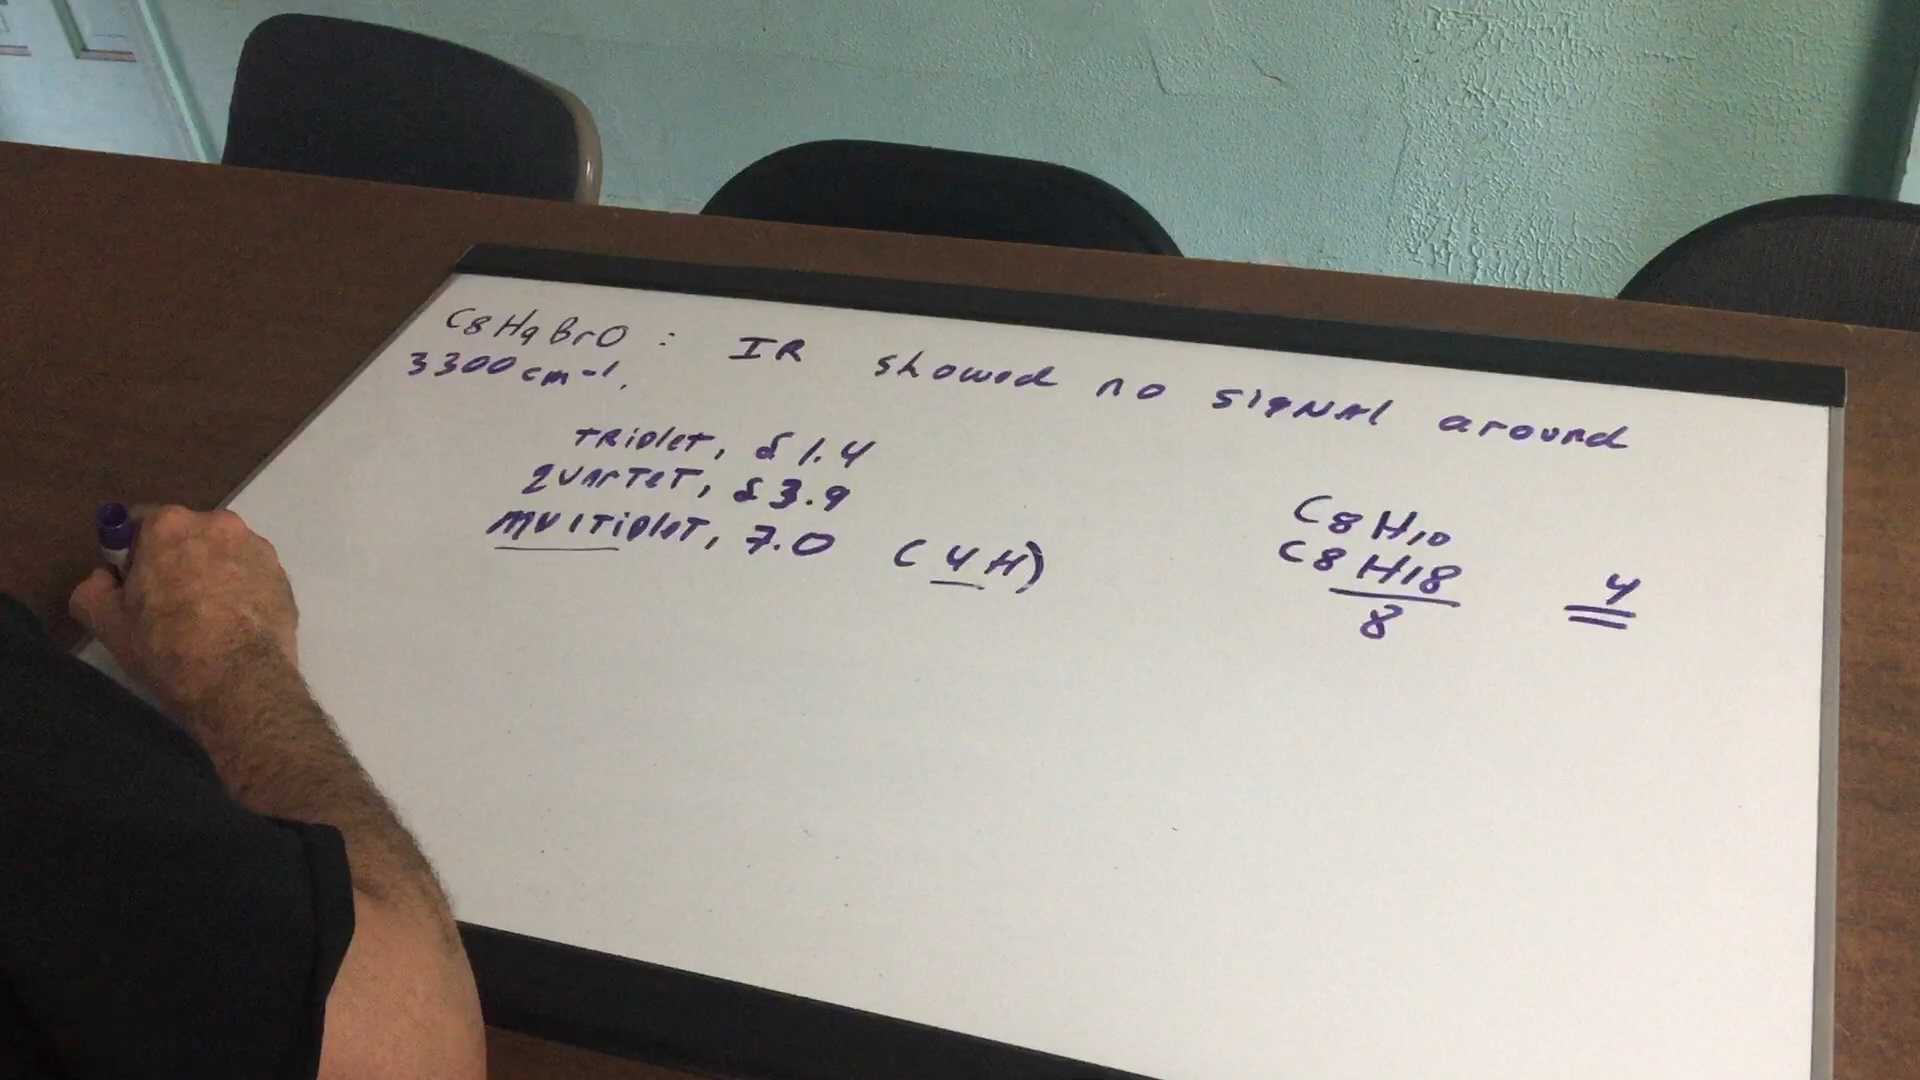 C8H9BrO : IR showed no signal around
3300 cm-1.
triplet, δ 1.4
quartet, δ 3.9
multiplet, 7.0 (4H)
C8H10
C8H18
8
4